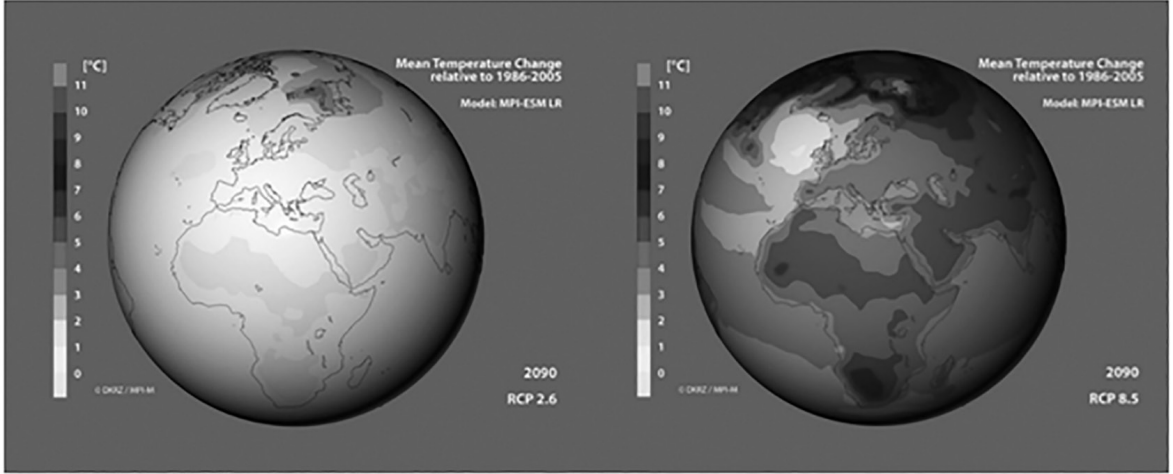 [°C]
11
10
9
8
7
6
5
4
3
2
1
0
Mean Temperature Change
relative to 1986-2005
Model: MPI-ESM LR
© DKRZ / MPI-M
2090
RCP 2.6
[°C]
11
10
9
8
7
6
5
4
3
2
1
0
Mean Temperature Change
relative to 1986-2005
Model: MPI-ESM LR
© DKRZ / MPI-M
2090
RCP 8.5